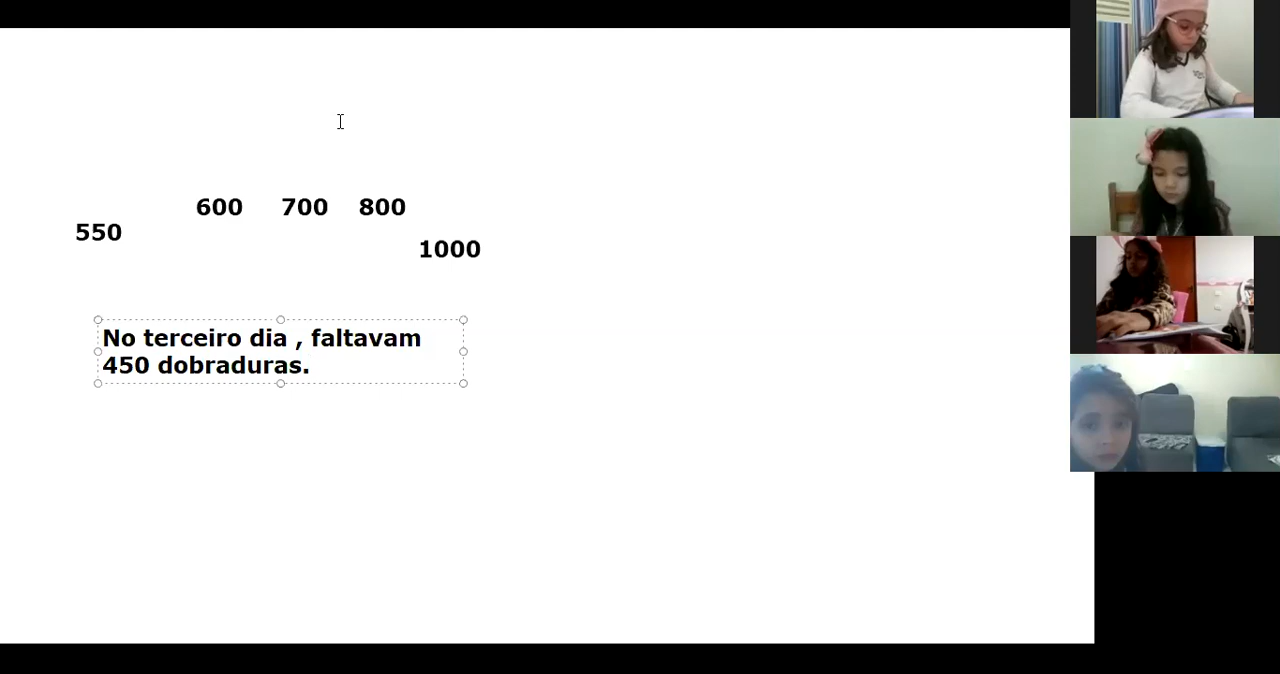 600 700 800
550
1000
No terceiro dia , faltavam
450 dobraduras.